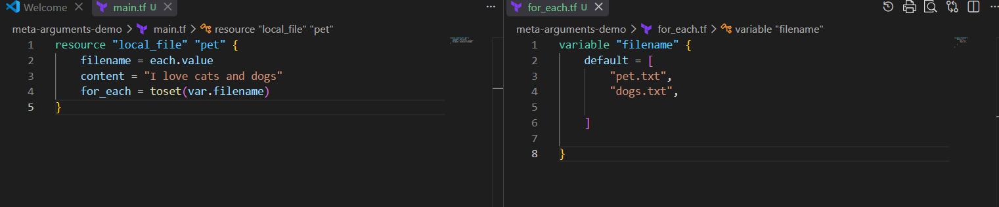 Welcome
main.tf U
meta-arguments-demo > main.tf > resource "local_file" "pet"
1 resource "local_file" "pet" {
2     filename = each.value
3     content = "I love cats and dogs"
4     for_each = toset(var.filename)
5 }
for_each.tf U
meta-arguments-demo > for_each.tf > variable "filename"
1 variable "filename" {
2     default = [
3         "pet.txt",
4         "dogs.txt",
5
6     ]
7
8 }